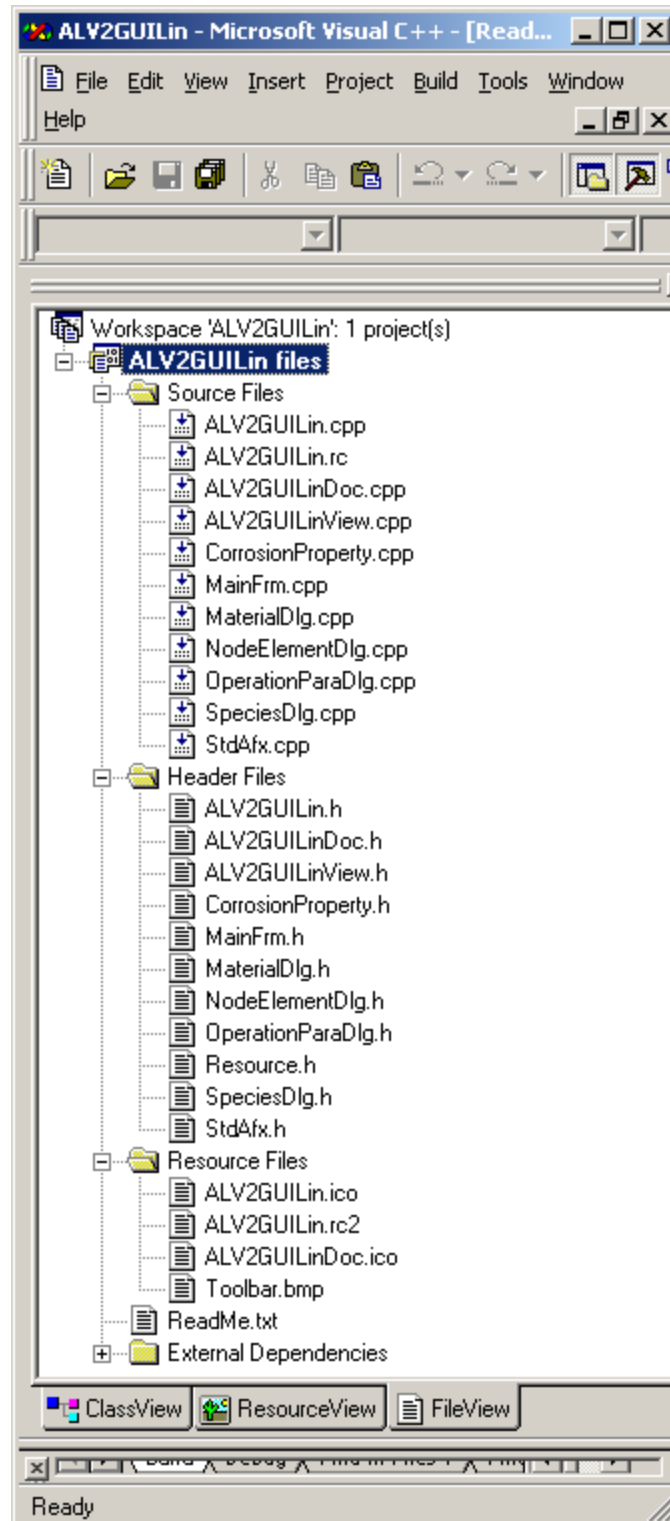 ALV2GUILin - Microsoft Visual C++ - [Read...
File Edit View Insert Project Build Tools Window
Help
Workspace 'ALV2GUILin': 1 project(s)
ALV2GUILin files
Source Files
ALV2GUILin.cpp
ALV2GUILin.rc
ALV2GUILinDoc.cpp
ALV2GUILinView.cpp
CorrosionProperty.cpp
MainFrm.cpp
MaterialDlg.cpp
NodeElementDlg.cpp
OperationParaDlg.cpp
SpeciesDlg.cpp
StdAfx.cpp
Header Files
ALV2GUILin.h
ALV2GUILinDoc.h
ALV2GUILinView.h
CorrosionProperty.h
MainFrm.h
MaterialDlg.h
NodeElementDlg.h
OperationParaDlg.h
Resource.h
SpeciesDlg.h
StdAfx.h
Resource Files
ALV2GUILin.ico
ALV2GUILin.rc2
ALV2GUILinDoc.ico
Toolbar.bmp
ReadMe.txt
External Dependencies
ClassView ResourceView FileView
Ready